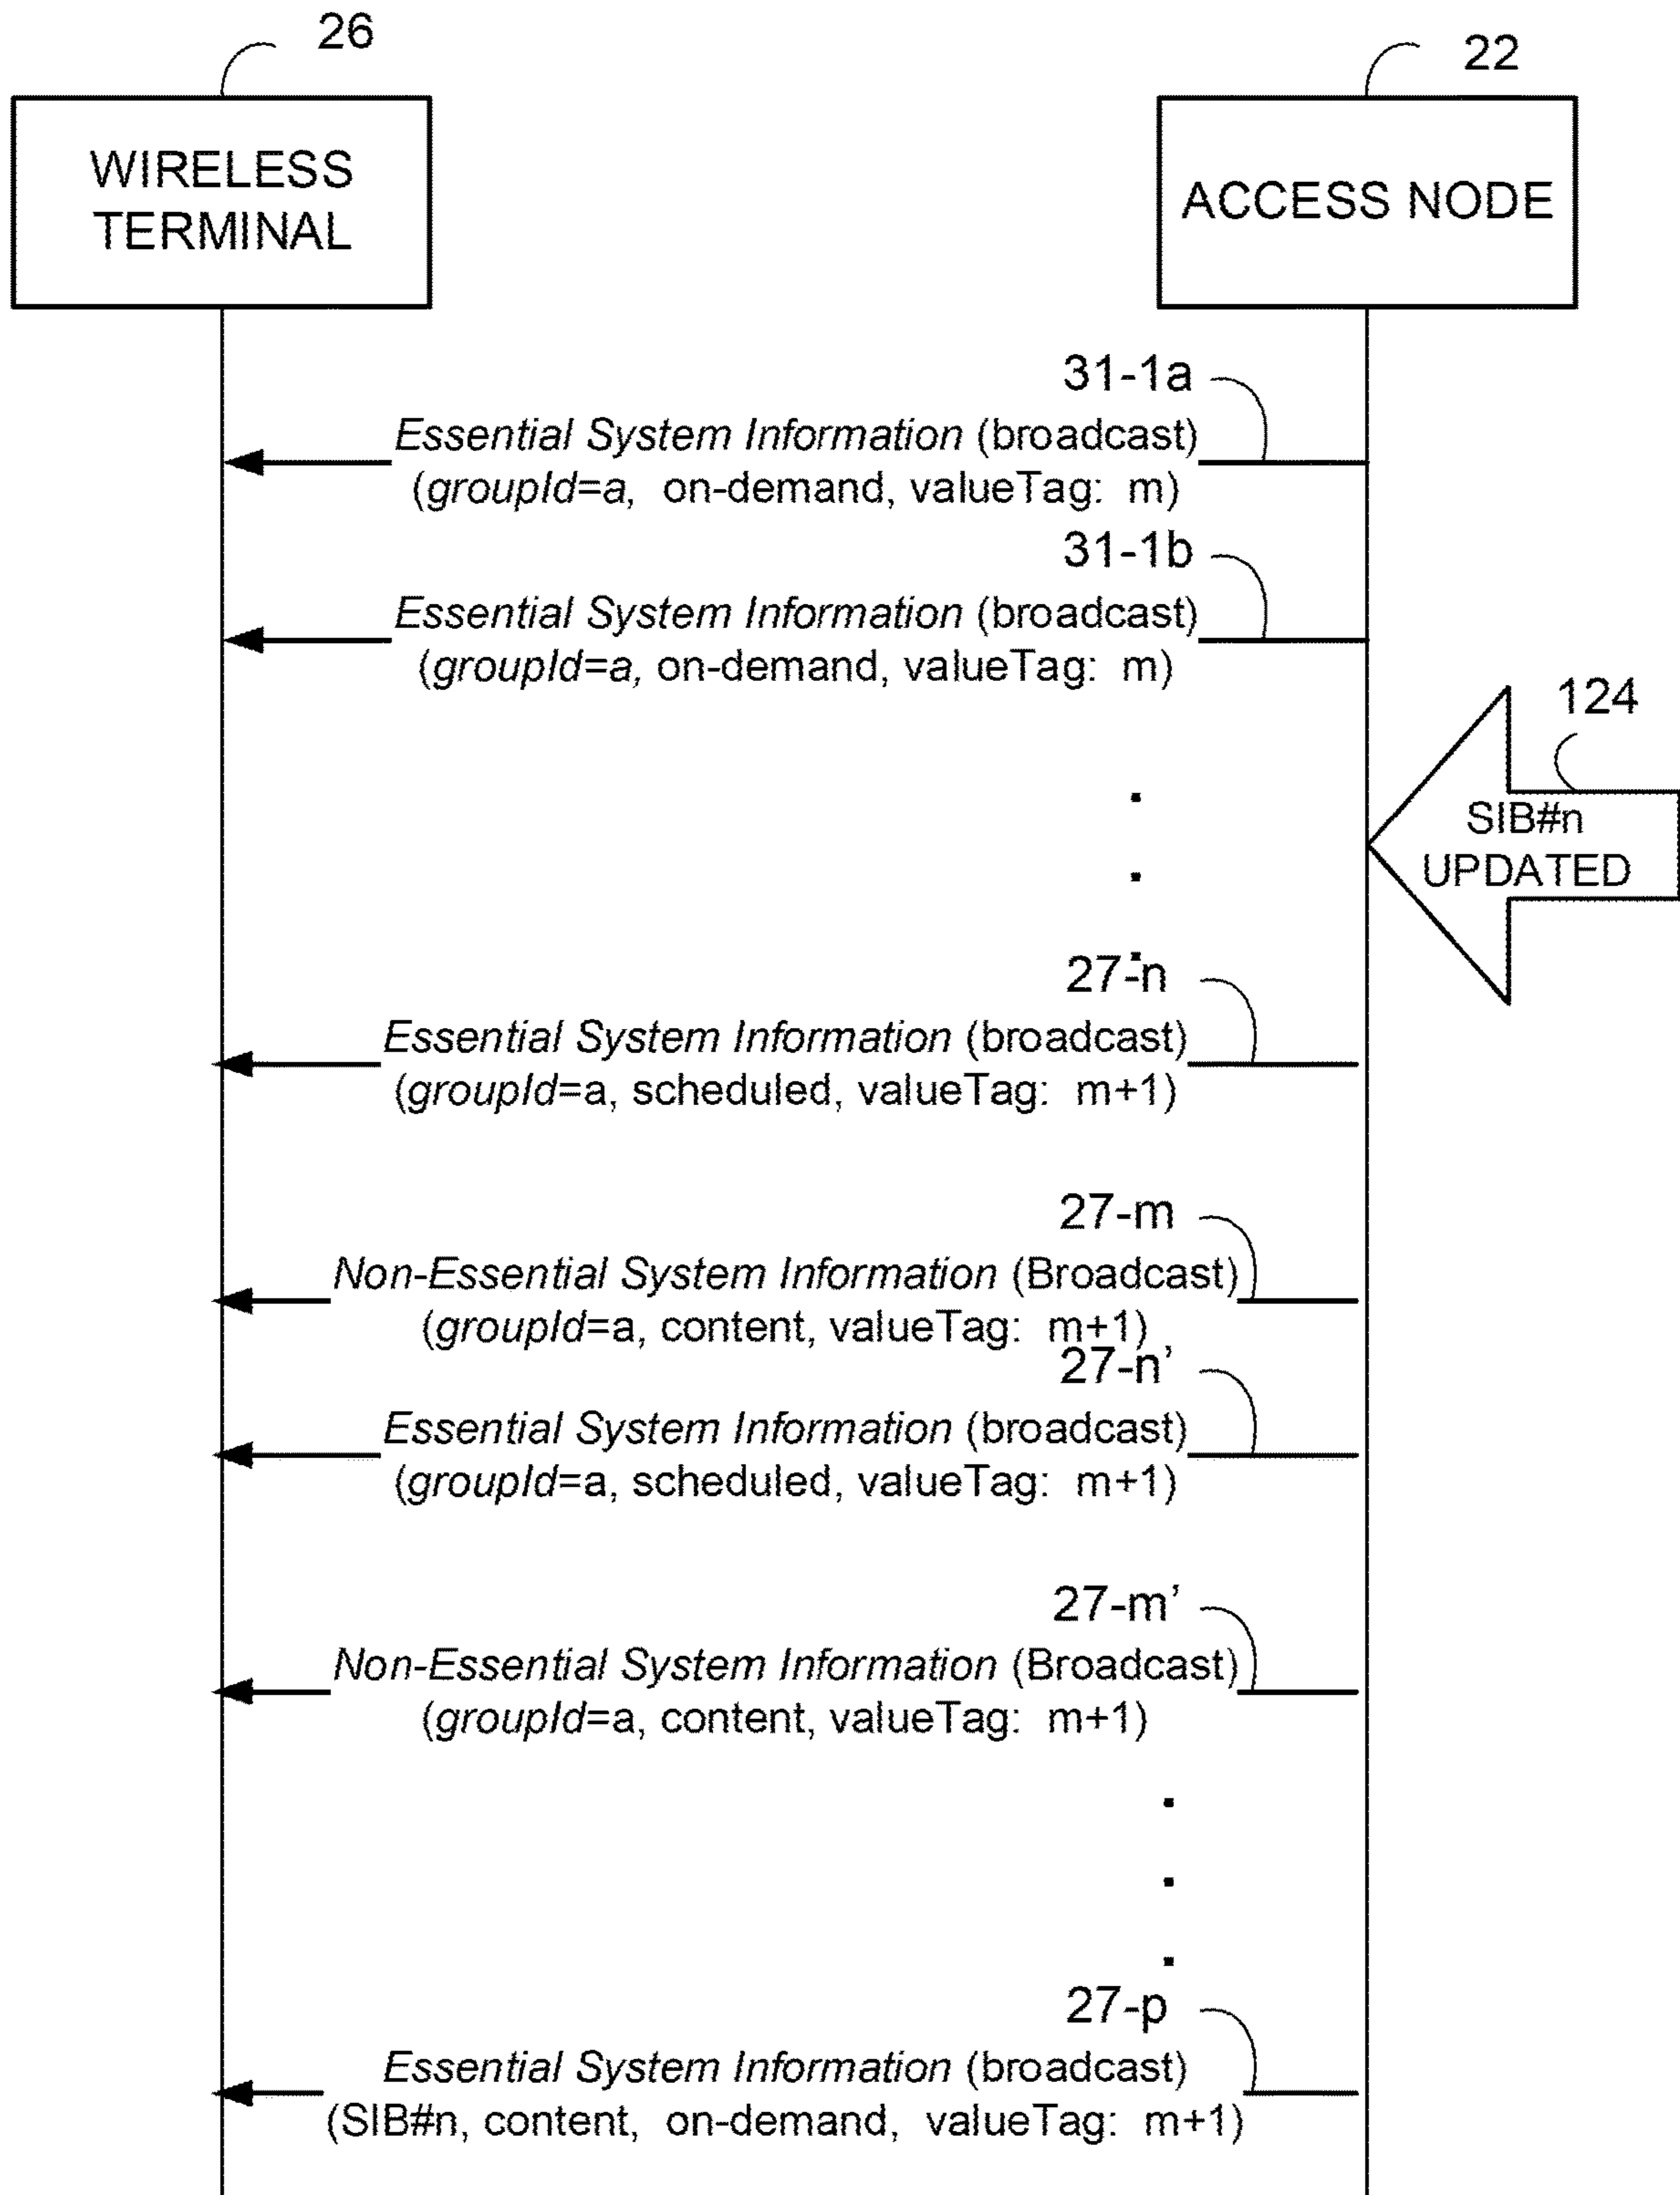 26
22
WIRELESS
TERMINAL
ACCESS NODE
31-1a
Essential System Information (broadcast)
(groupId=a, on-demand, valueTag: m)
31-1b
Essential System Information (broadcast)
(groupId=a, on-demand, valueTag: m)
124
SIB#n
UPDATED
27-n
Essential System Information (broadcast)
(groupId=a, scheduled, valueTag: m+1)
27-m
Non-Essential System Information (Broadcast)
(groupId=a, content, valueTag: m+1)
27-n’
Essential System Information (broadcast)
(groupId=a, scheduled, valueTag: m+1)
27-m’
Non-Essential System Information (Broadcast)
(groupId=a, content, valueTag: m+1)
27-p
Essential System Information (broadcast)
(SIB#n, content, on-demand, valueTag: m+1)